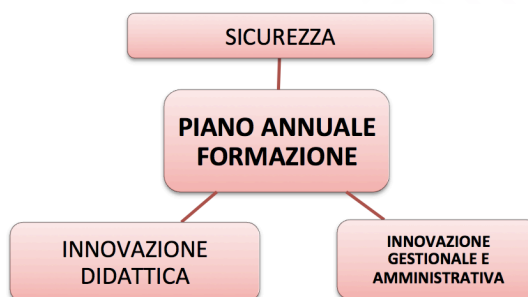 SICUREZZA
PIANO ANNUALE
FORMAZIONE
INNOVAZIONE
DIDATTICA
INNOVAZIONE
GESTIONALE E
AMMINISTRATIVA